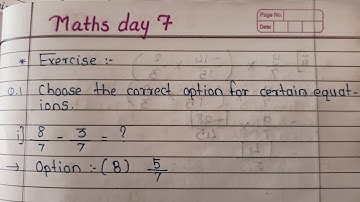 Maths day 7
Page No.
Date
* Exercise :-
Q.1 Choose the correct option for certain equat-
ions.
i] 8/7 - 3/7 = ?
→ Option :- (B) 5/7